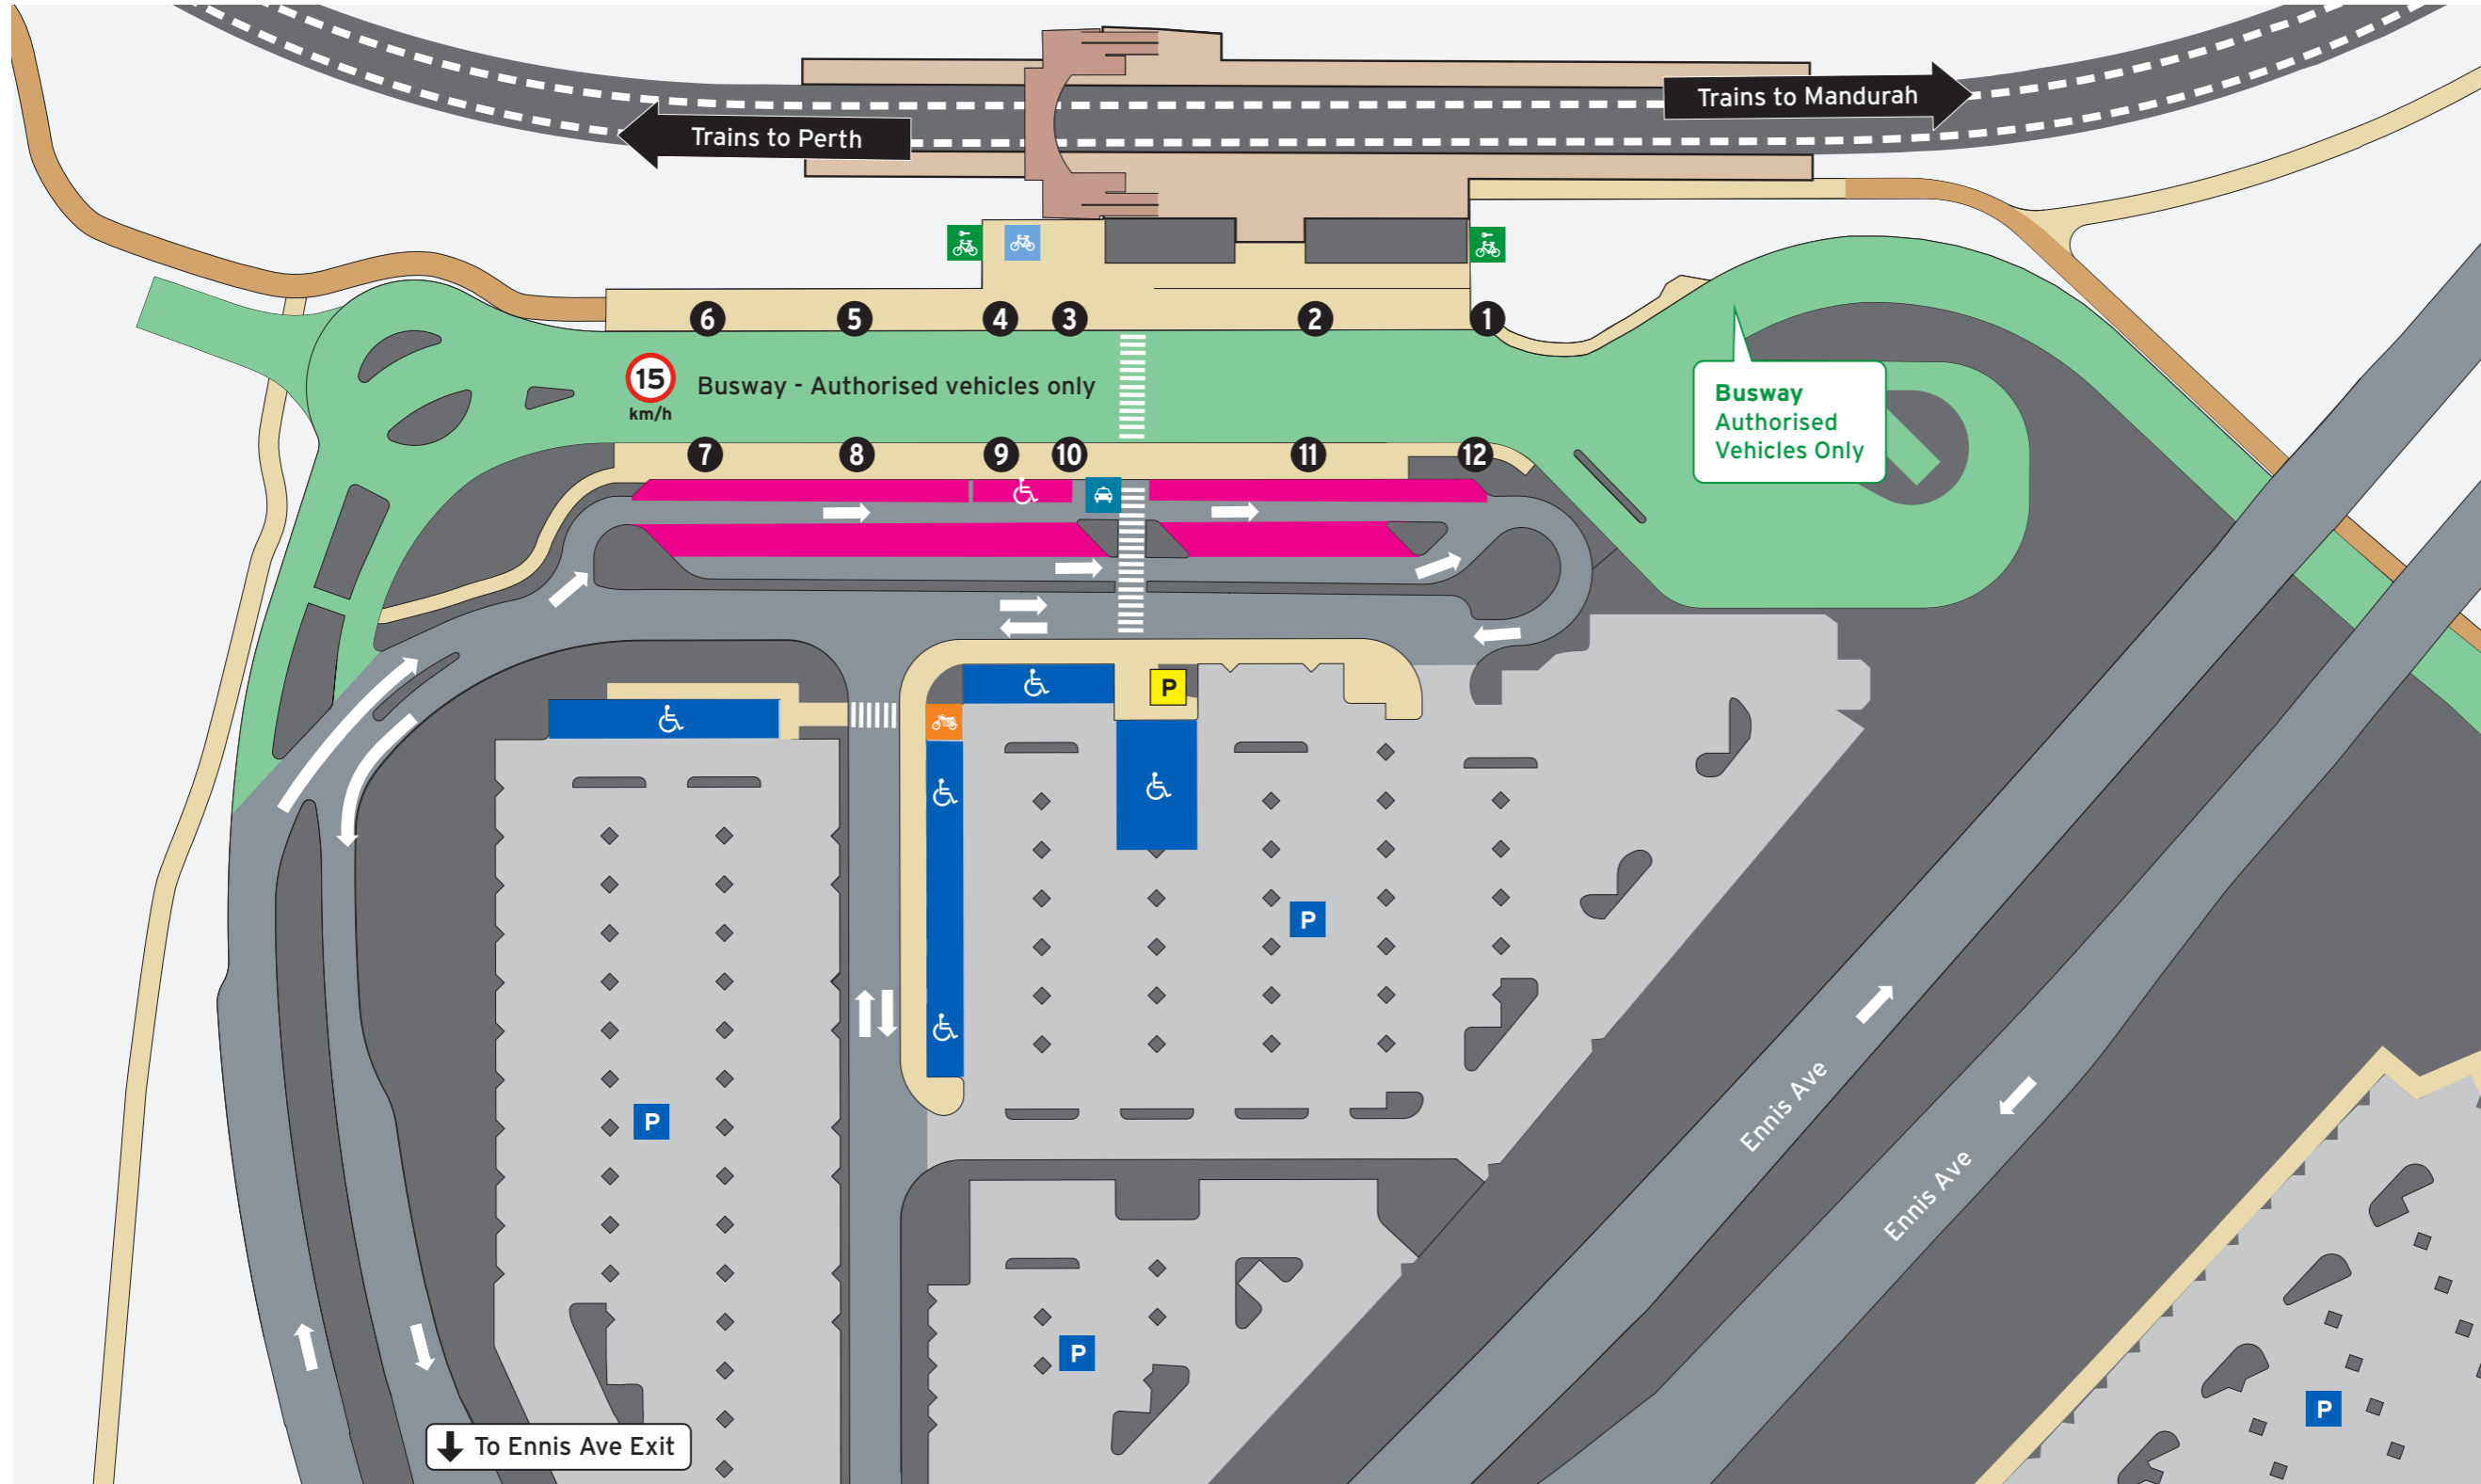 Trains to Mandurah
Trains to Perth
6
5
4
3
2
1
15
km/h
Busway - Authorised vehicles only
Busway
Authorised
Vehicles Only
7
8
9
10
11
12
P
P
P
P
P
Ennis Ave
Ennis Ave
To Ennis Ave Exit